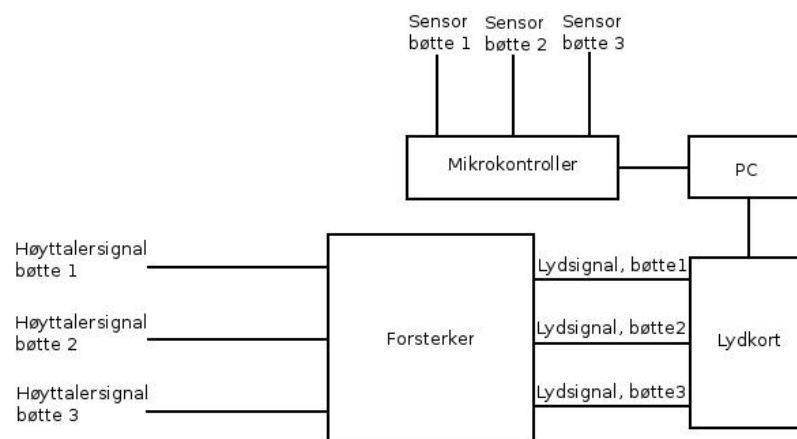 Sensor
bøtte 1
Sensor
bøtte 2
Sensor
bøtte 3
Mikrokontroller
PC
Høyttalersignal
bøtte 1
Høyttalersignal
bøtte 2
Høyttalersignal
bøtte 3
Forsterker
Lydsignal, bøtte1
Lydsignal, bøtte2
Lydsignal, bøtte3
Lydkort